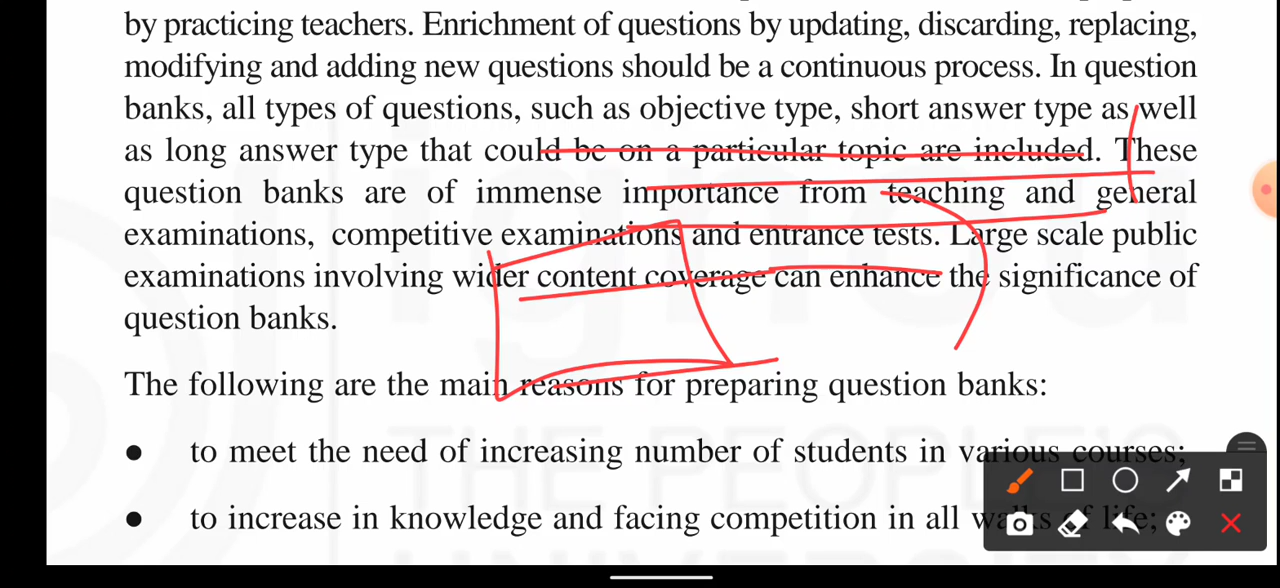 by practicing teachers. Enrichment of questions by updating, discarding, replacing,
modifying and adding new questions should be a continuous process. In question
banks, all types of questions, such as objective type, short answer type as well
as long answer type that could be on a particular topic are included. These
question banks are of immense importance from teaching and general
examinations, competitive examinations and entrance tests. Large scale public
examinations involving wider content coverage can enhance the significance of
question banks.
The following are the main reasons for preparing question banks:
● to meet the need of increasing number of students in various courses;
● to increase in knowledge and facing competition in all walks of life;
ignou
THE PEOPLE'S
UNIVERSITY